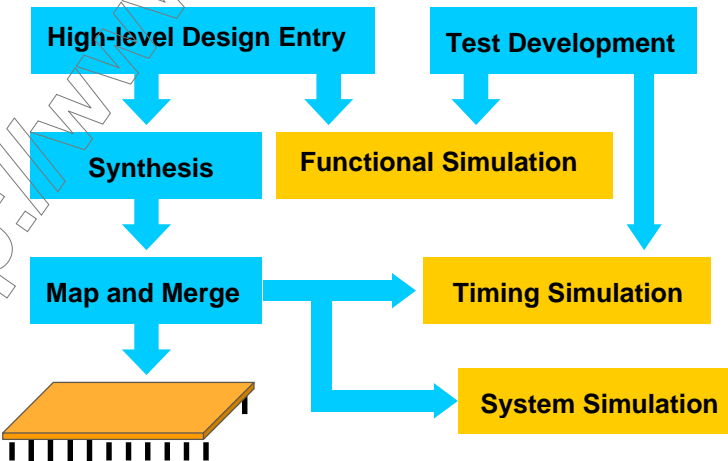 High-level Design Entry
Test Development
Synthesis
Functional Simulation
Map and Merge
Timing Simulation
System Simulation